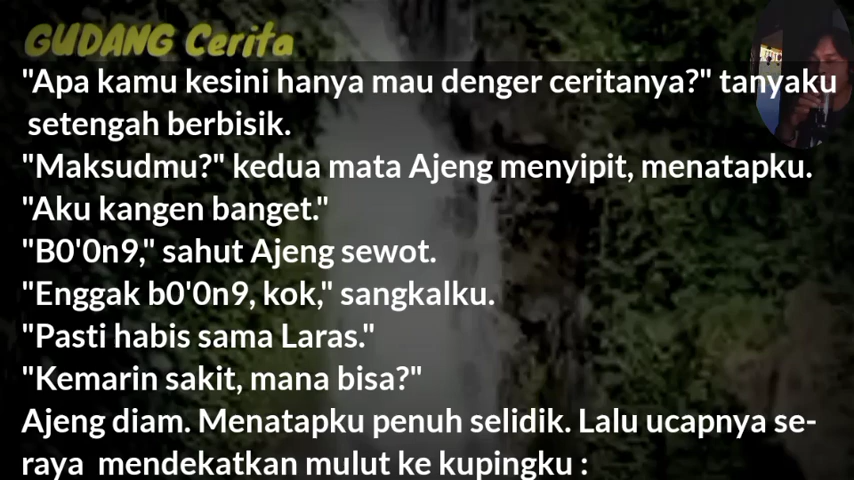 GUDANG Cerita
"Apa kamu kesini hanya mau denger ceritanya?" tanyaku
setengah berbisik.
"Maksudmu?" kedua mata Ajeng menyipit, menatapku.
"Aku kangen banget."
"B0'0n9," sahut Ajeng sewot.
"Enggak b0'0n9, kok," sangkalku.
"Pasti habis sama Laras."
"Kemarin sakit, mana bisa?"
Ajeng diam. Menatapku penuh selidik. Lalu ucapnya se-
raya mendekatkan mulut ke kupingku :